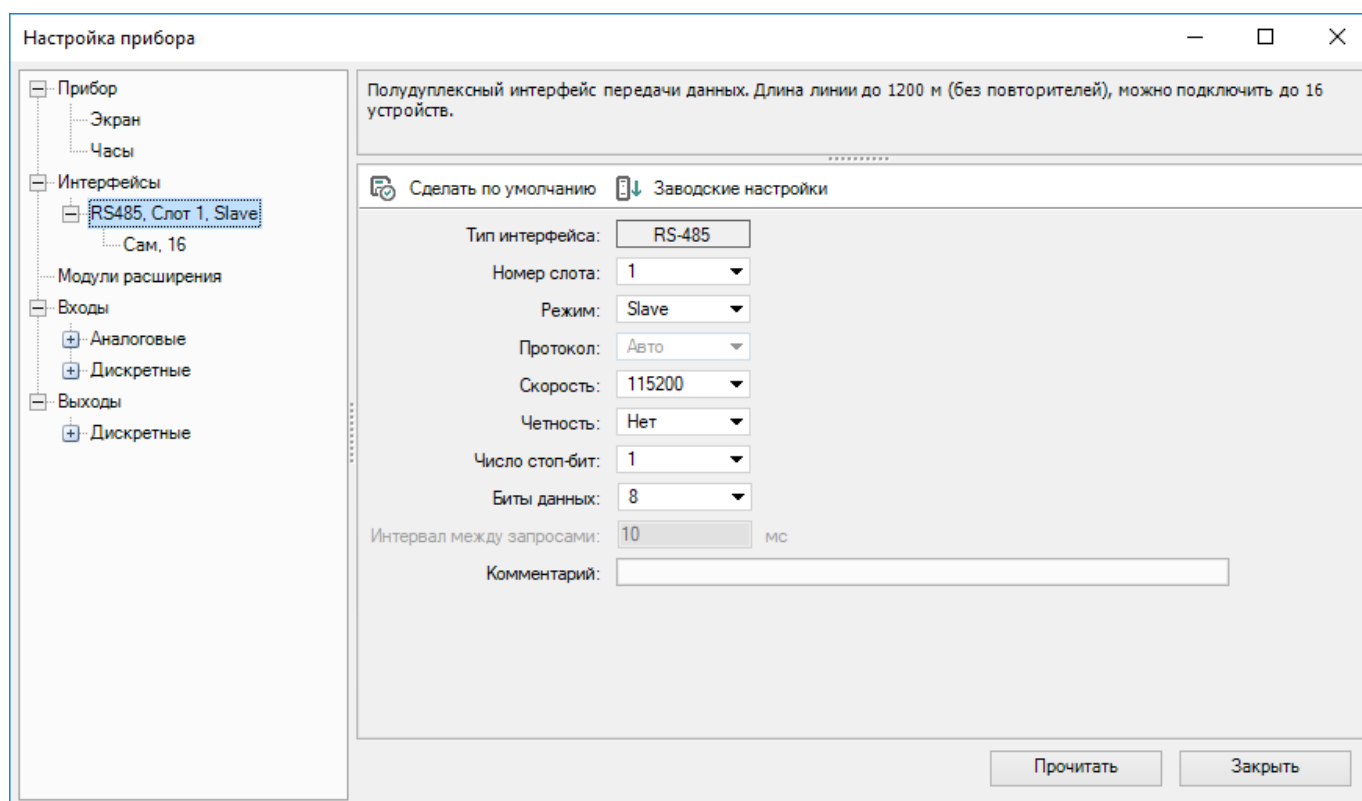 Настройка прибора
Прибор
Экран
Часы
Интерфейсы
RS485, Слот 1, Slave
Сам, 16
Модули расширения
Входы
Аналоговые
Дискретные
Выходы
Дискретные
Полудуплексный интерфейс передачи данных. Длина линии до 1200 м (без повторителей), можно подключить до 16
устройств.
Сделать по умолчанию Заводские настройки
Тип интерфейса: RS-485
Номер слота: 1
Режим: Slave
Протокол: Авто
Скорость: 115200
Четность: Нет
Число стоп-бит: 1
Биты данных: 8
Интервал между запросами: 10 мс
Комментарий:
Прочитать Закрыть